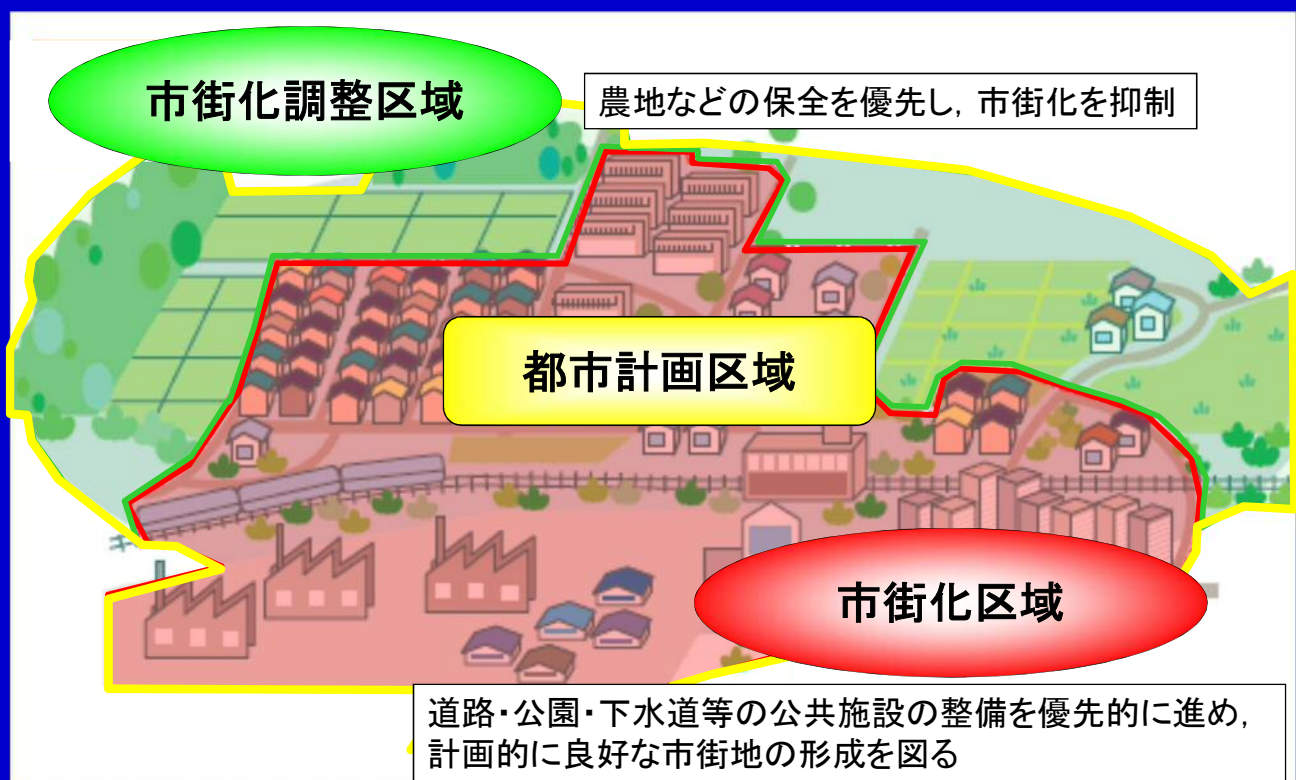 市街化調整区域
農地などの保全を優先し，市街化を抑制
都市計画区域
市街化区域
道路・公園・下水道等の公共施設の整備を優先的に進め，
計画的に良好な市街地の形成を図る